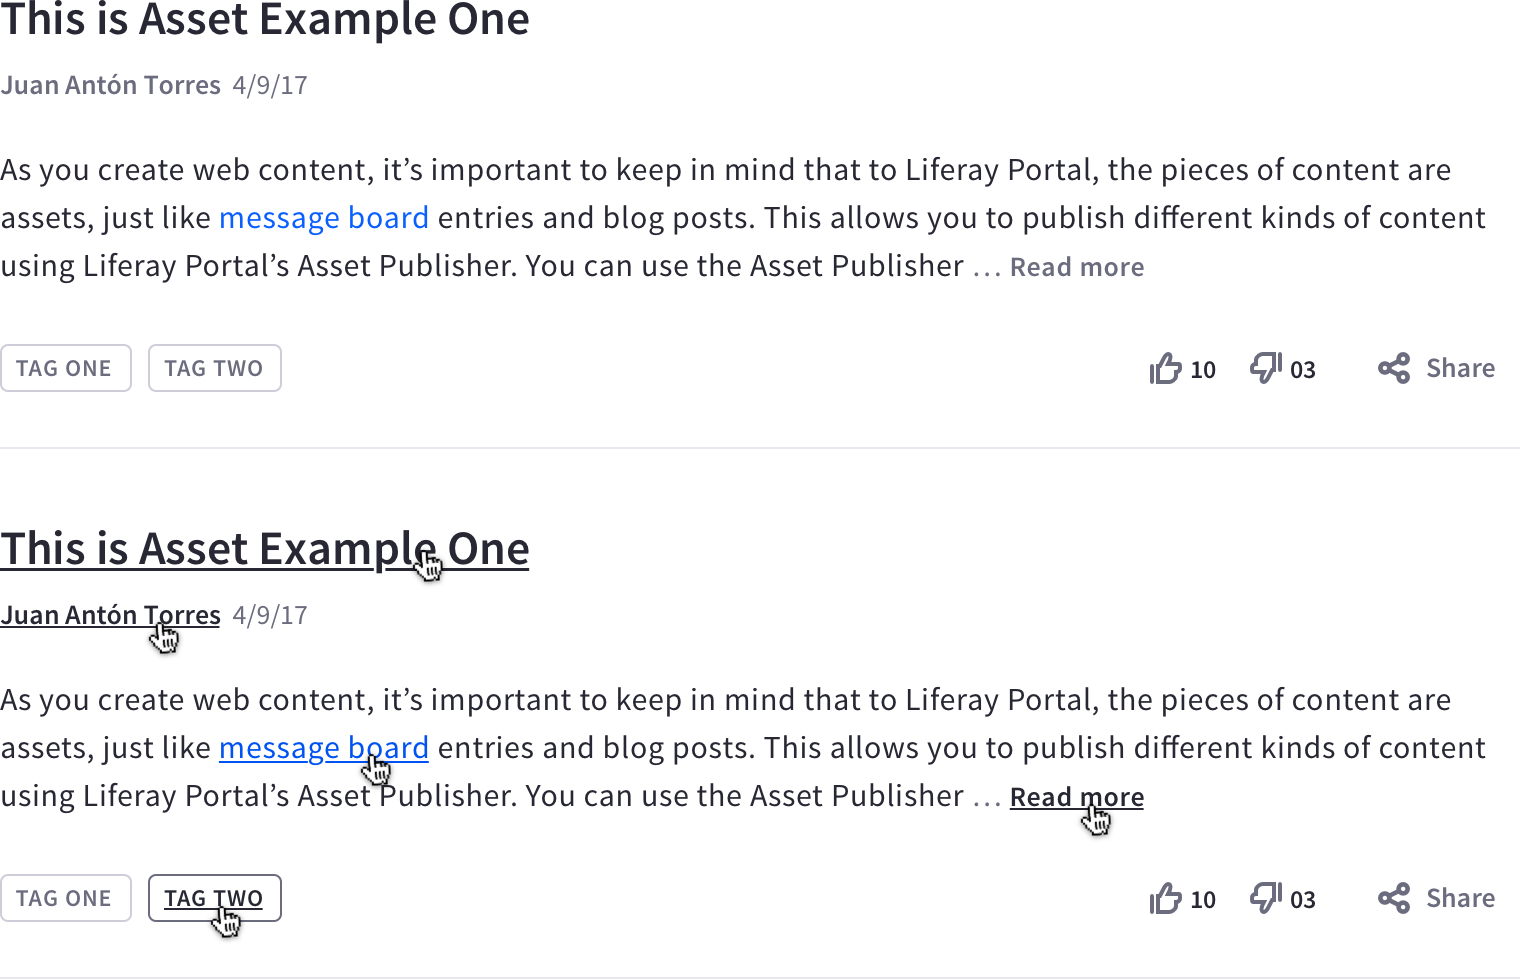 This is Asset Example One
Juan Antón Torres 4/9/17
As you create web content, it’s important to keep in mind that to Liferay Portal, the pieces of content are
assets, just like message board entries and blog posts. This allows you to publish different kinds of content
using Liferay Portal’s Asset Publisher. You can use the Asset Publisher … Read more
TAG ONE TAG TWO 10 03 Share
This is Asset Example One
Juan Antón Torres 4/9/17
As you create web content, it’s important to keep in mind that to Liferay Portal, the pieces of content are
assets, just like message board entries and blog posts. This allows you to publish different kinds of content
using Liferay Portal’s Asset Publisher. You can use the Asset Publisher … Read more
TAG ONE TAG TWO 10 03 Share